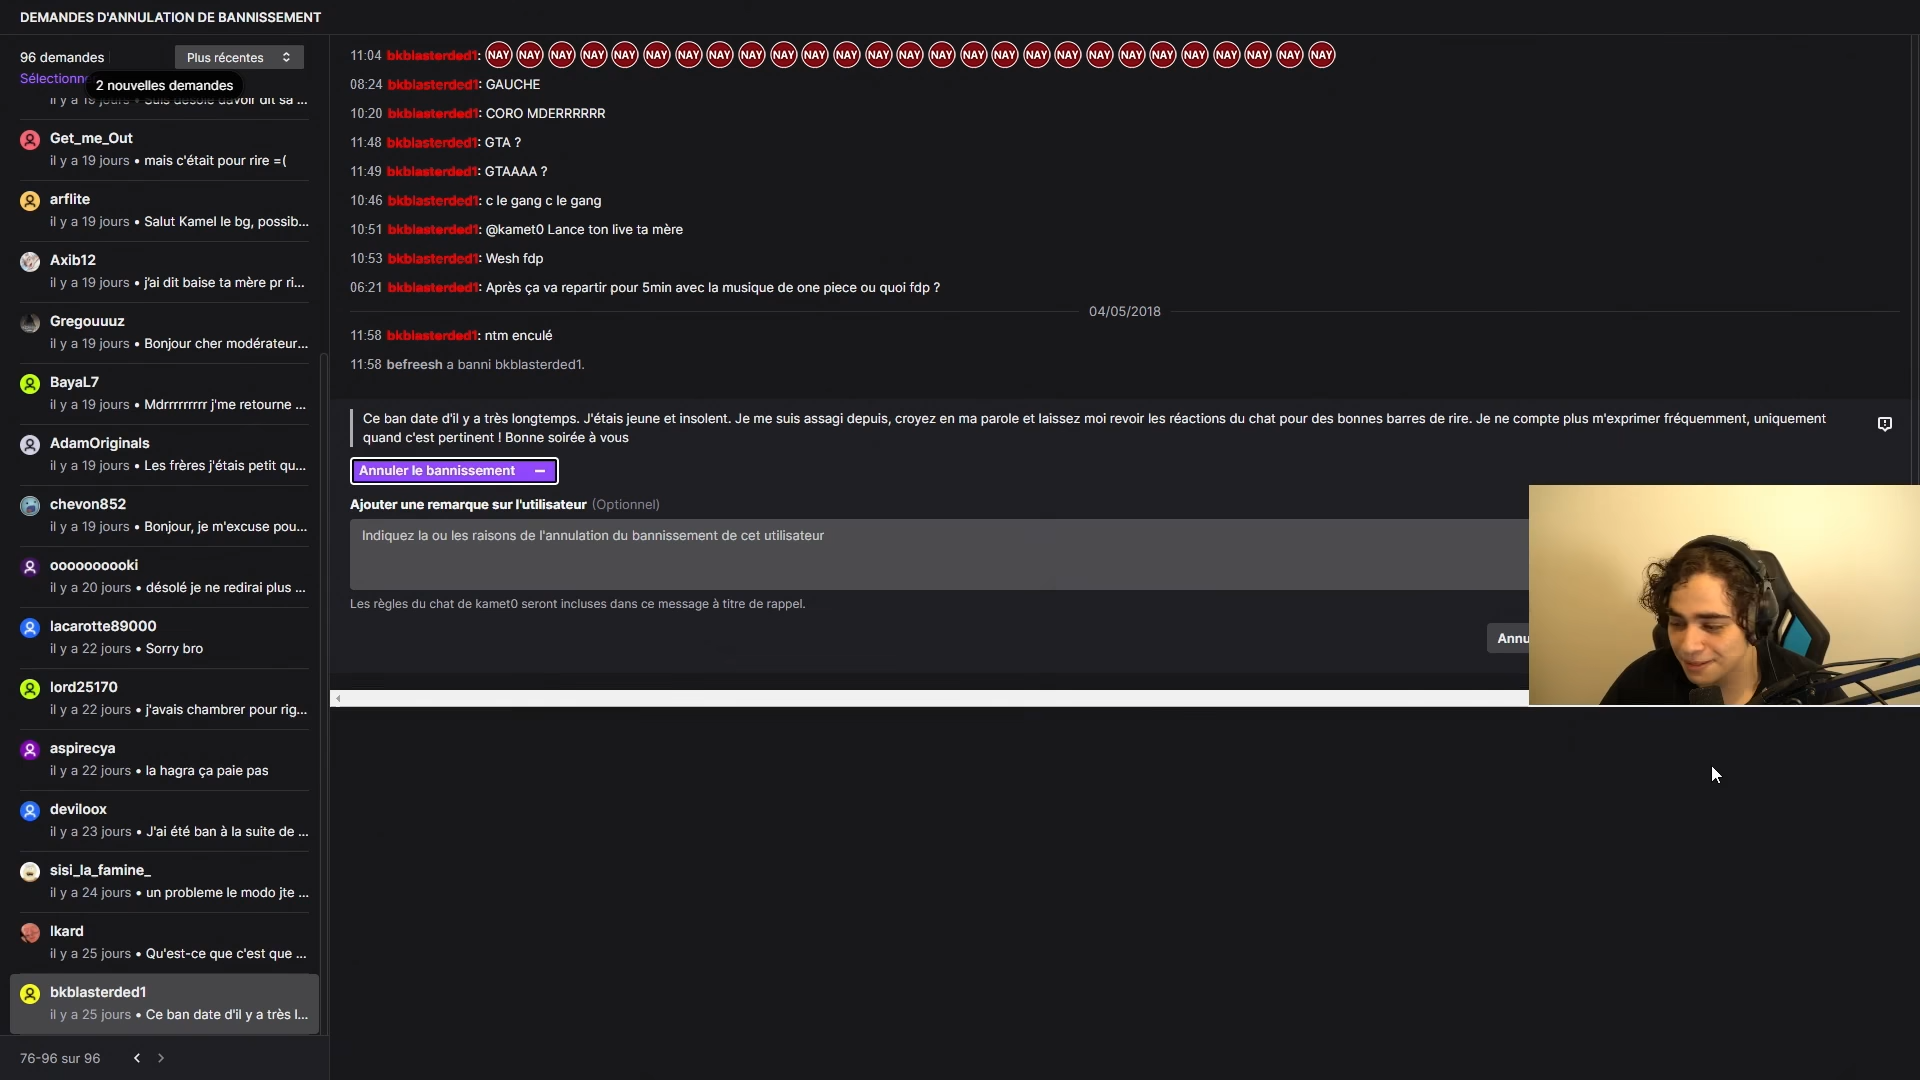 DEMANDES D'ANNULATION DE BANNISSEMENT
96 demandes
Plus récentes
Sélectionn
2 nouvelles demandes
il y a 19 jours • Suis désolé davoir dit sa ...
Get_me_Out
il y a 19 jours • mais c'était pour rire =(
arflite
il y a 19 jours • Salut Kamel le bg, possib...
Axib12
il y a 19 jours • j'ai dit baise ta mère pr ri...
Gregouuuz
il y a 19 jours • Bonjour cher modérateur...
BayaL7
il y a 19 jours • Mdrrrrrrrrr j'me retourne ...
AdamOriginals
il y a 19 jours • Les frères j'étais petit qu...
chevon852
il y a 19 jours • Bonjour, je m'excuse pou...
ooooooooooki
il y a 20 jours • désolé je ne redirai plus ...
lacarotte89000
il y a 22 jours • Sorry bro
lord25170
il y a 22 jours • j'avais chambrer pour rig...
aspirecya
il y a 22 jours • la hagra ça paie pas
deviloox
il y a 23 jours • J'ai été ban à la suite de ...
sisi_la_famine_
il y a 24 jours • un probleme le modo jte ...
lkard
il y a 25 jours • Qu'est-ce que c'est que ...
bkblasterded1
il y a 25 jours • Ce ban date d'il y a très l...
76-96 sur 96
11:04 bkblasterded1: NAY NAY NAY NAY NAY NAY NAY NAY NAY NAY NAY NAY NAY NAY NAY NAY NAY NAY NAY NAY NAY NAY NAY NAY NAY NAY NAY
08:24 bkblasterded1: GAUCHE
10:20 bkblasterded1: CORO MDERRRRRR
11:48 bkblasterded1: GTA ?
11:49 bkblasterded1: GTAAAA ?
10:46 bkblasterded1: c le gang c le gang
10:51 bkblasterded1: @kamet0 Lance ton live ta mère
10:53 bkblasterded1: Wesh fdp
06:21 bkblasterded1: Après ça va repartir pour 5min avec la musique de one piece ou quoi fdp ?
04/05/2018
11:58 bkblasterded1: ntm enculé
11:58 befreesh a banni bkblasterded1.
Ce ban date d'il y a très longtemps. J'étais jeune et insolent. Je me suis assagi depuis, croyez en ma parole et laissez moi revoir les réactions du chat pour des bonnes barres de rire. Je ne compte plus m'exprimer fréquemment, uniquement
quand c'est pertinent ! Bonne soirée à vous
Annuler le bannissement
Ajouter une remarque sur l'utilisateur (Optionnel)
Indiquez la ou les raisons de l'annulation du bannissement de cet utilisateur
Les règles du chat de kamet0 seront incluses dans ce message à titre de rappel.
Annu